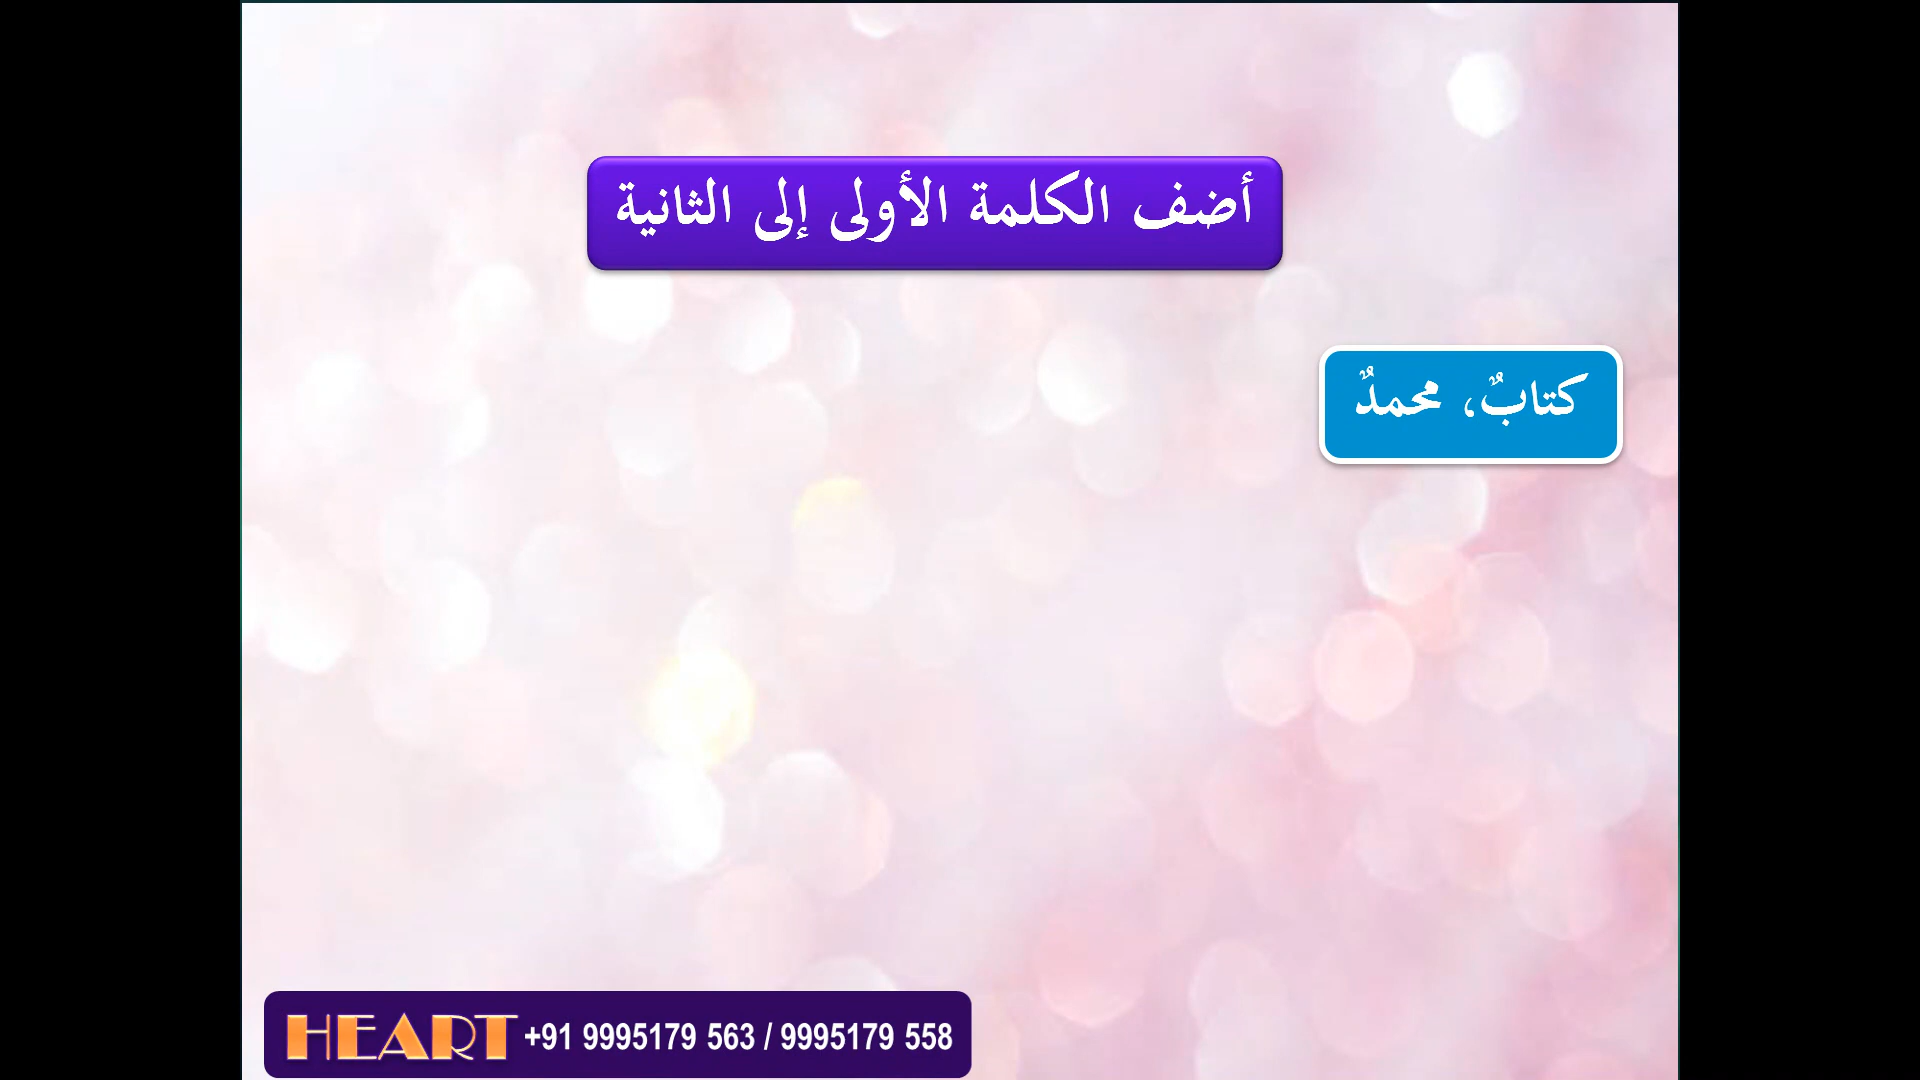 أضف الكلمة الأولى إلى الثانية
كتابٌ، محمدٌ
HEART +91 9995179 563 / 9995179 558